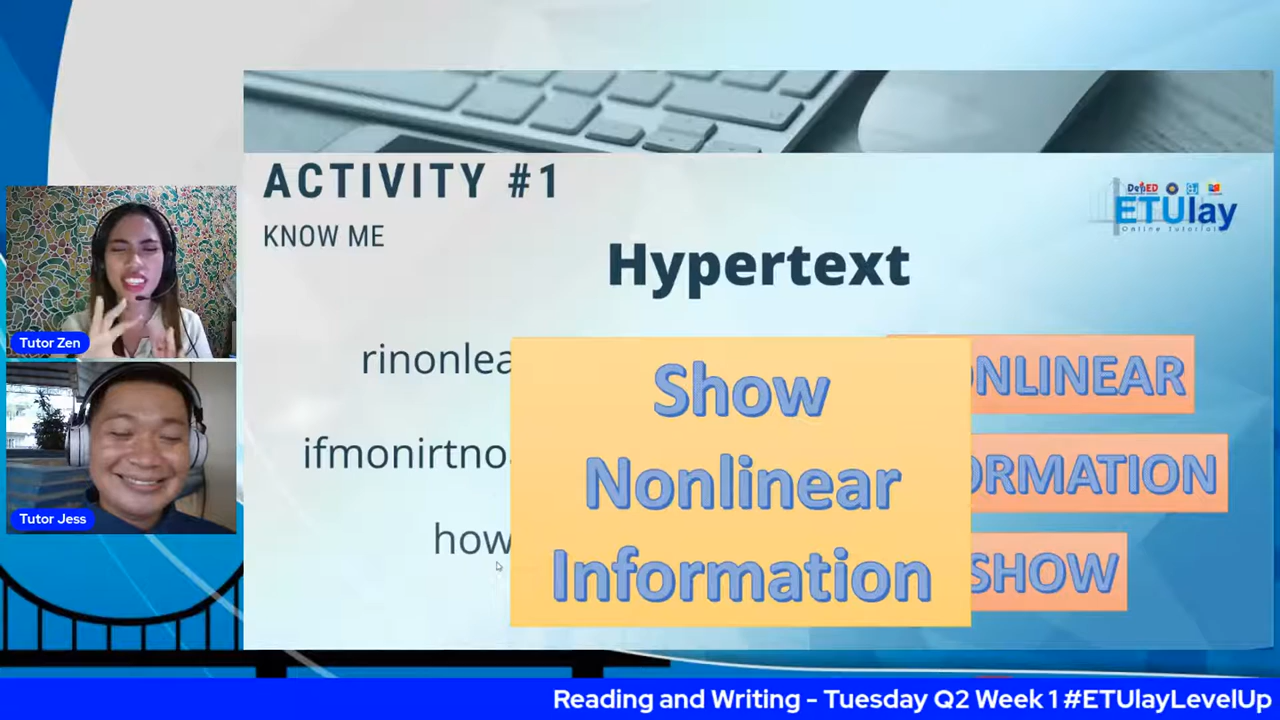 ACTIVITY #1
KNOW ME
DepED
ETUlay
Online Tutorial
Hypertext
rinonlea
NLINEAR
Show
Nonlinear
Information
ifmonirtno
ORMATION
how
SHOW
Tutor Zen
Tutor Jess
Reading and Writing - Tuesday Q2 Week 1 #ETUlayLevelUp